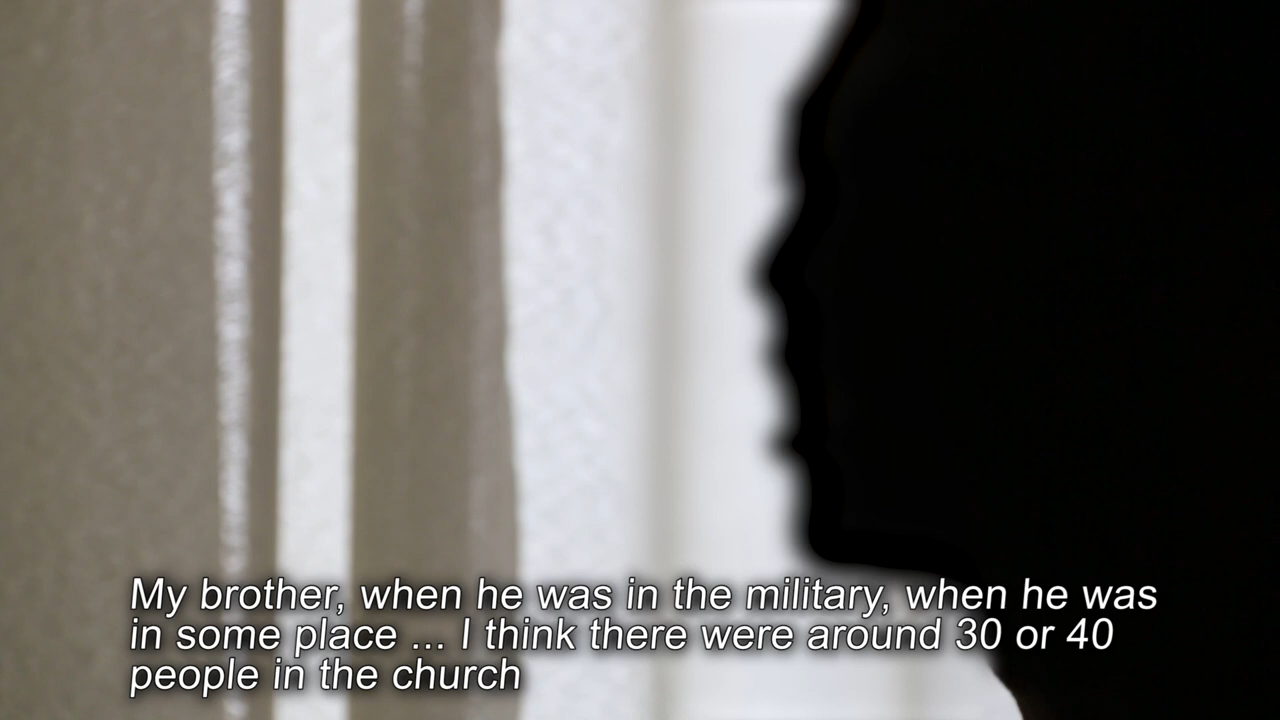 My brother, when he was in the military, when he was
in some place ... I think there were around 30 or 40
people in the church